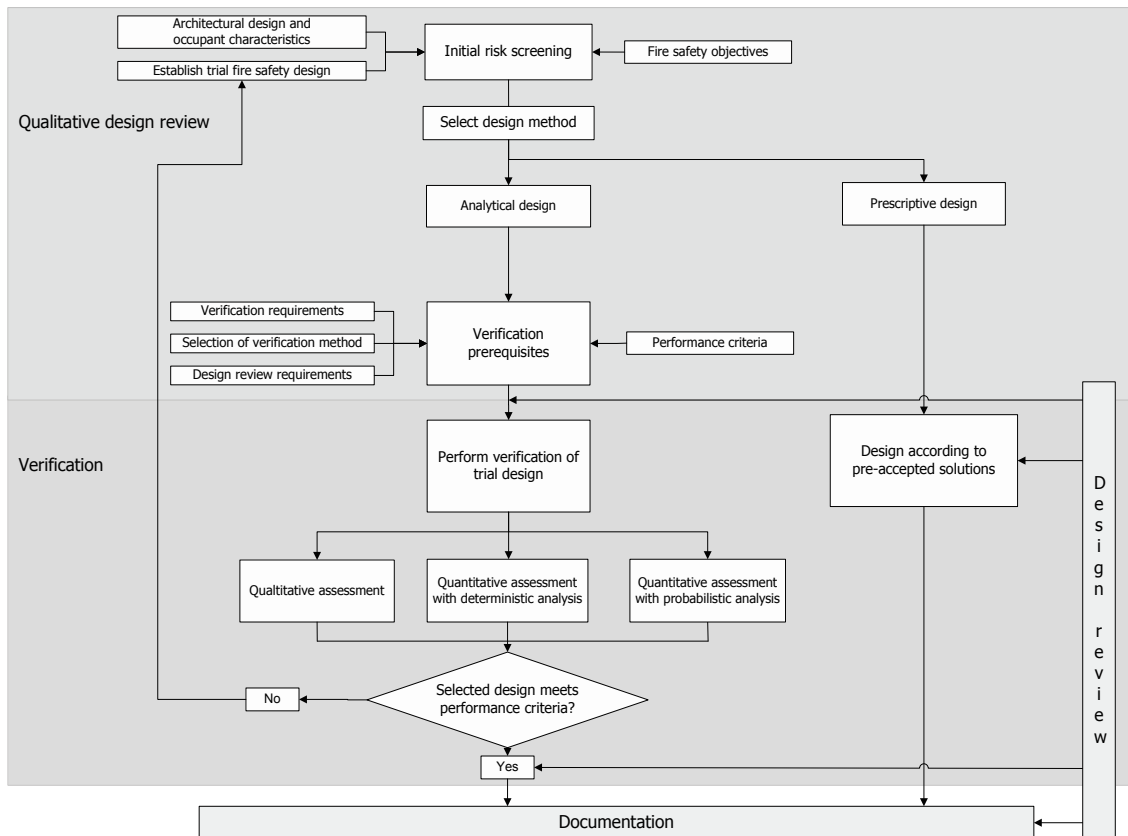 Architectural design and
occupant characteristics
Establish trial fire safety design
Initial risk screening
Fire safety objectives
Qualitative design review
Select design method
Analytical design
Prescriptive design
Verification requirements
Selection of verification method
Design review requirements
Verification
prerequisites
Performance criteria
Verification
Perform verification of
trial design
Design according to
pre-accepted solutions
Design review
Qualtitative assessment
Quantitative assessment
with deterministic analysis
Quantitative assessment
with probabilistic analysis
Selected design meets
performance criteria?
No
Yes
Documentation